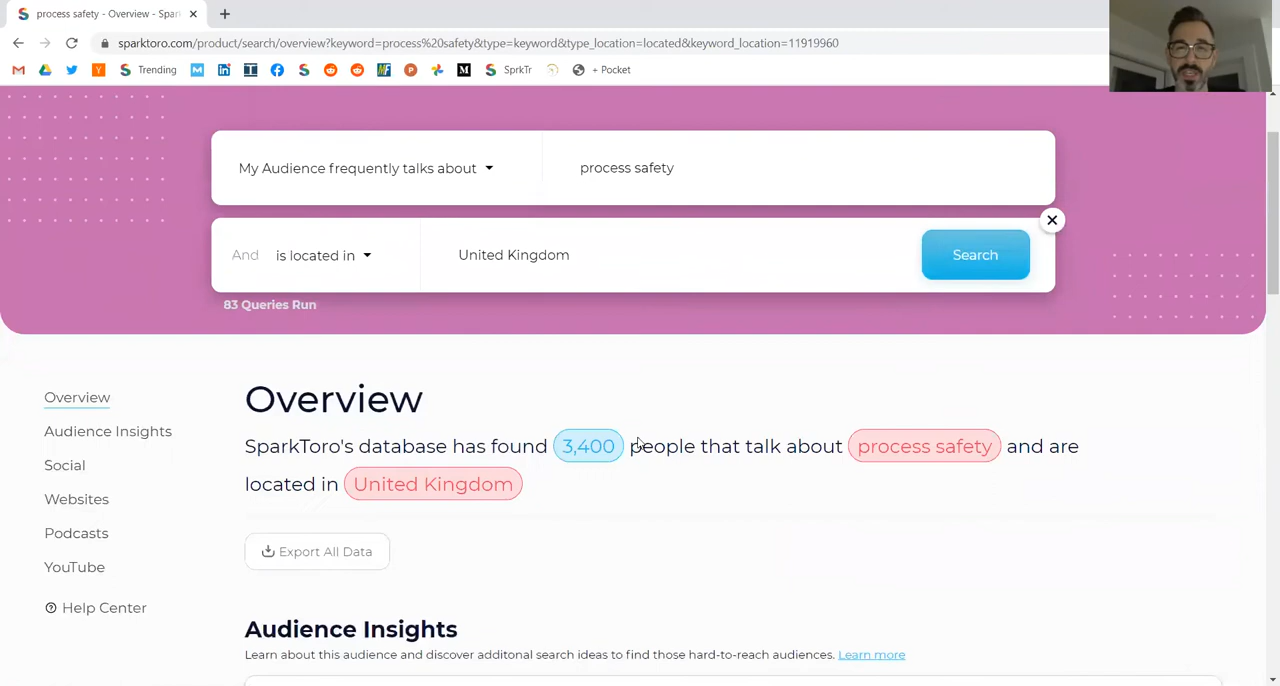 process safety - Overview - Spar
sparktoro.com/product/search/overview?keyword=process%20safety&type=keyword&type_location=located&keyword_location=11919960
Trending
SprkTr
+ Pocket
My Audience frequently talks about
process safety
And is located in
United Kingdom
Search
83 Queries Run
Overview
Audience Insights
Social
Websites
Podcasts
YouTube
Help Center
Overview
SparkToro's database has found 3,400 people that talk about process safety and are
located in United Kingdom
Export All Data
Audience Insights
Learn about this audience and discover additonal search ideas to find those hard-to-reach audiences. Learn more